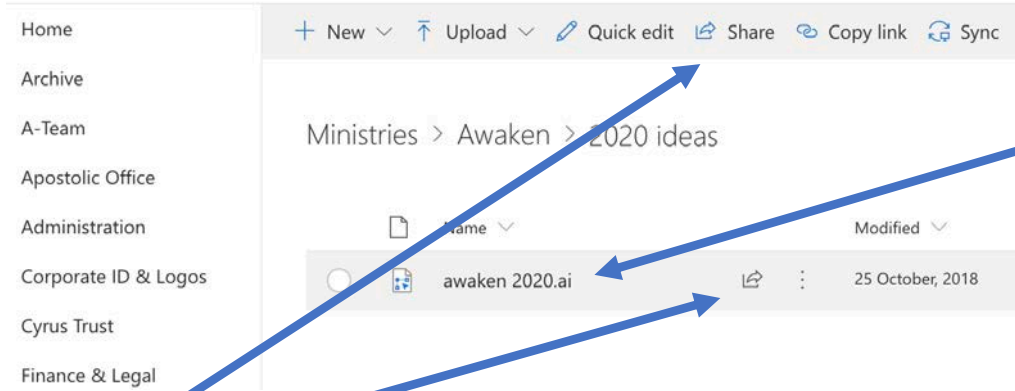 Home
Archive
A-Team
Apostolic Office
Administration
Corporate ID & Logos
Cyrus Trust
Finance & Legal
+ New Upload Quick edit Share Copy link Sync
Ministries > Awaken > 2020 ideas
Name Modified
awaken 2020.ai 25 October, 2018